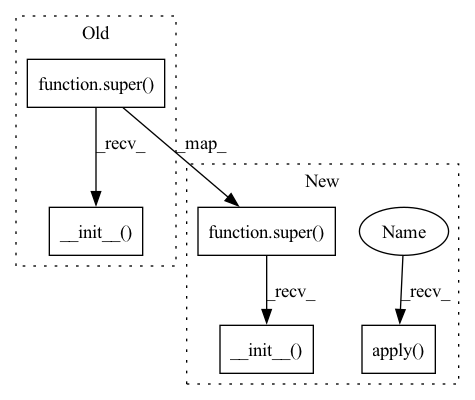 Old
function.super()
_recv_
_map_
__init__()
New
function.super()
Name
_recv_
_recv_
__init__()
apply()